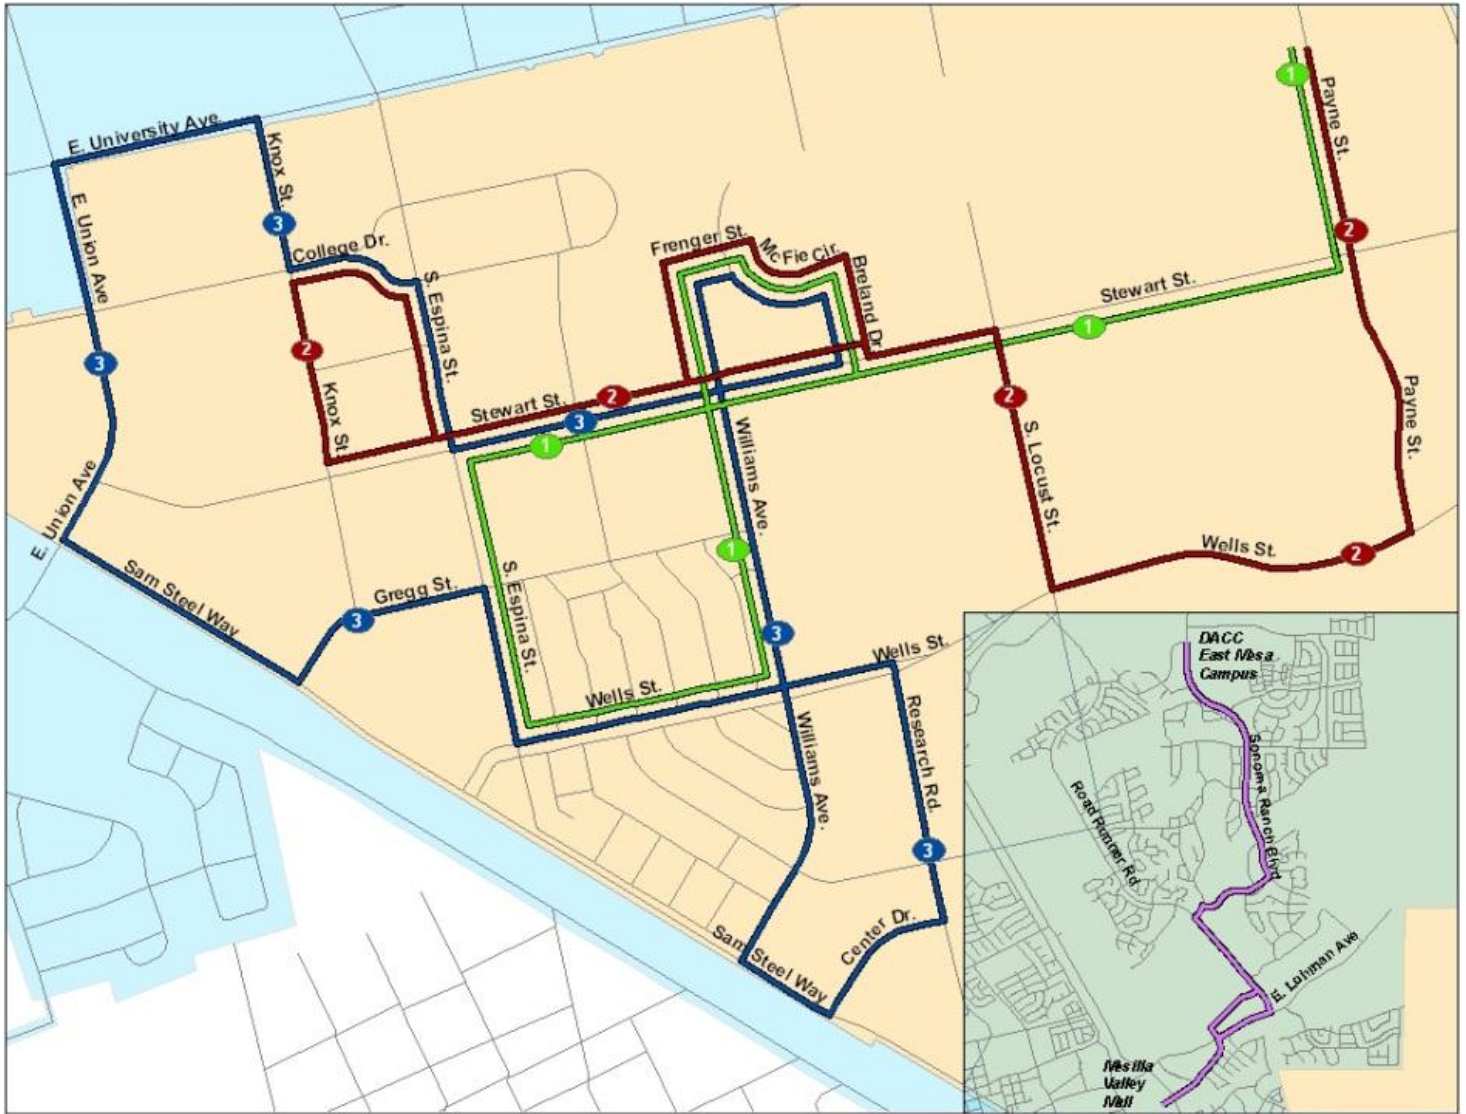 1
Payne St.
E. University Ave.
Knox St.
E. Union Ave
3
College Dr.
S. Espina St.
Frenger St.
Mc Fie Cir.
Breland Dr.
2
Stewart St.
1
3
2
Knox St.
Stewart St.
2
3
1
2
Payne St.
Williams Ave.
S. Locust St.
E. Union Ave
1
Wells St.
2
Sam Steel Way
Gregg St.
3
S. Espina St.
3
Wells St.
Wells St.
Williams Ave.
Research Rd.
3
Center Dr.
Sam Steel Way
DACC
East Mesa
Campus
Sonoma Ranch Blvd
Road Runner Rd
E. Lohman Ave
Mesilla
Valley
Mall